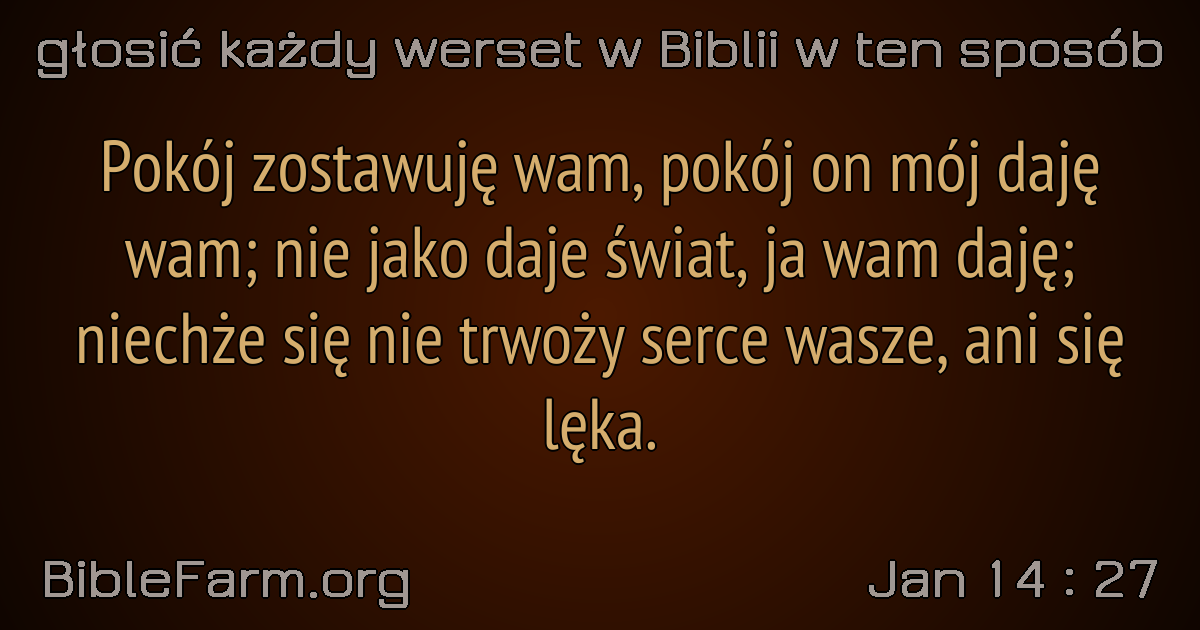 głosić każdy werset w Biblii w ten sposób
Pokój zostawuję wam, pokój on mój daję
wam; nie jako daje świat, ja wam daję;
niechże się nie trwoży serce wasze, ani się
lęka.
BibleFarm.org
Jan 14 : 27